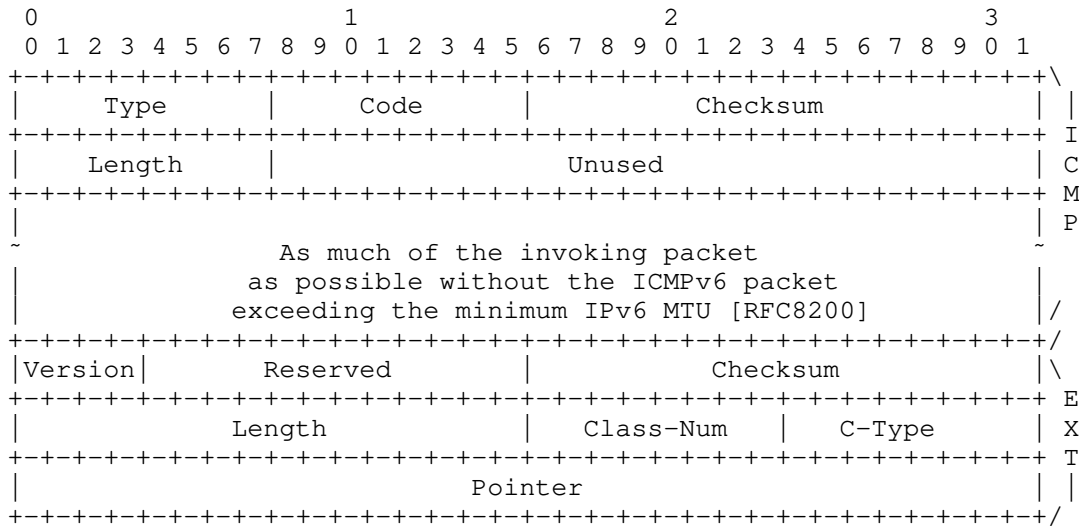 0                   1                   2                   3
 0 1 2 3 4 5 6 7 8 9 0 1 2 3 4 5 6 7 8 9 0 1 2 3 4 5 6 7 8 9 0 1
+-+-+-+-+-+-+-+-+-+-+-+-+-+-+-+-+-+-+-+-+-+-+-+-+-+-+-+-+-+-+-+-+\
|     Type      |     Code      |          Checksum             | |
+-+-+-+-+-+-+-+-+-+-+-+-+-+-+-+-+-+-+-+-+-+-+-+-+-+-+-+-+-+-+-+-+ I
|    Length     |                  Unused                       | C
+-+-+-+-+-+-+-+-+-+-+-+-+-+-+-+-+-+-+-+-+-+-+-+-+-+-+-+-+-+-+-+-+ M
|                                                               | P
~                As much of the invoking packet                 ~
|              as possible without the ICMPv6 packet            |
|             exceeding the minimum IPv6 MTU [RFC8200]          |/
+-+-+-+-+-+-+-+-+-+-+-+-+-+-+-+-+-+-+-+-+-+-+-+-+-+-+-+-+-+-+-+-+/
|Version|       Reserved        |           Checksum            |\
+-+-+-+-+-+-+-+-+-+-+-+-+-+-+-+-+-+-+-+-+-+-+-+-+-+-+-+-+-+-+-+-+ E
|             Length            |   Class-Num   |   C-Type      | X
+-+-+-+-+-+-+-+-+-+-+-+-+-+-+-+-+-+-+-+-+-+-+-+-+-+-+-+-+-+-+-+-+ T
|                            Pointer                            | |
+-+-+-+-+-+-+-+-+-+-+-+-+-+-+-+-+-+-+-+-+-+-+-+-+-+-+-+-+-+-+-+-+/